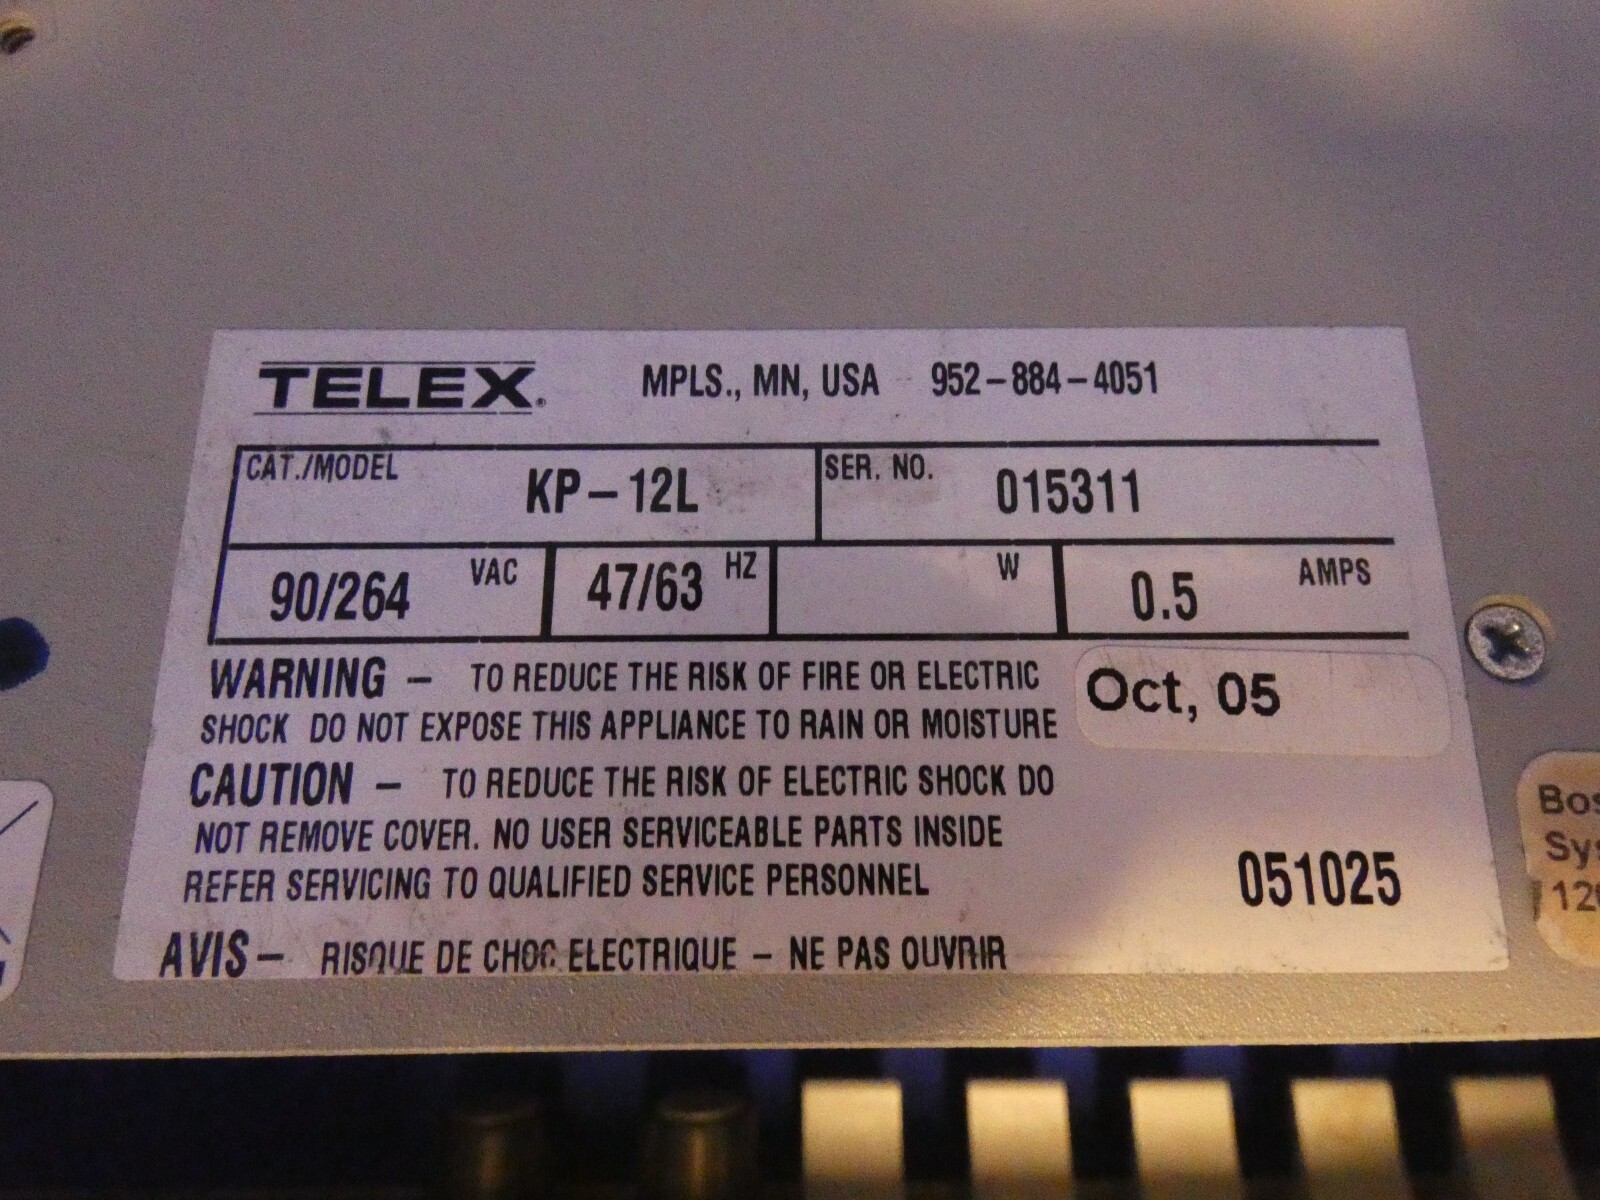 TELEX® MPLS., MN, USA 952-884-4051
CAT./MODEL KP-12L SER. NO. 015311
90/264 VAC 47/63 HZ W 0.5 AMPS
WARNING - TO REDUCE THE RISK OF FIRE OR ELECTRIC
SHOCK DO NOT EXPOSE THIS APPLIANCE TO RAIN OR MOISTURE
Oct, 05
CAUTION - TO REDUCE THE RISK OF ELECTRIC SHOCK DO
NOT REMOVE COVER. NO USER SERVICEABLE PARTS INSIDE
REFER SERVICING TO QUALIFIED SERVICE PERSONNEL
051025
AVIS - RISQUE DE CHOC ELECTRIQUE - NE PAS OUVRIR